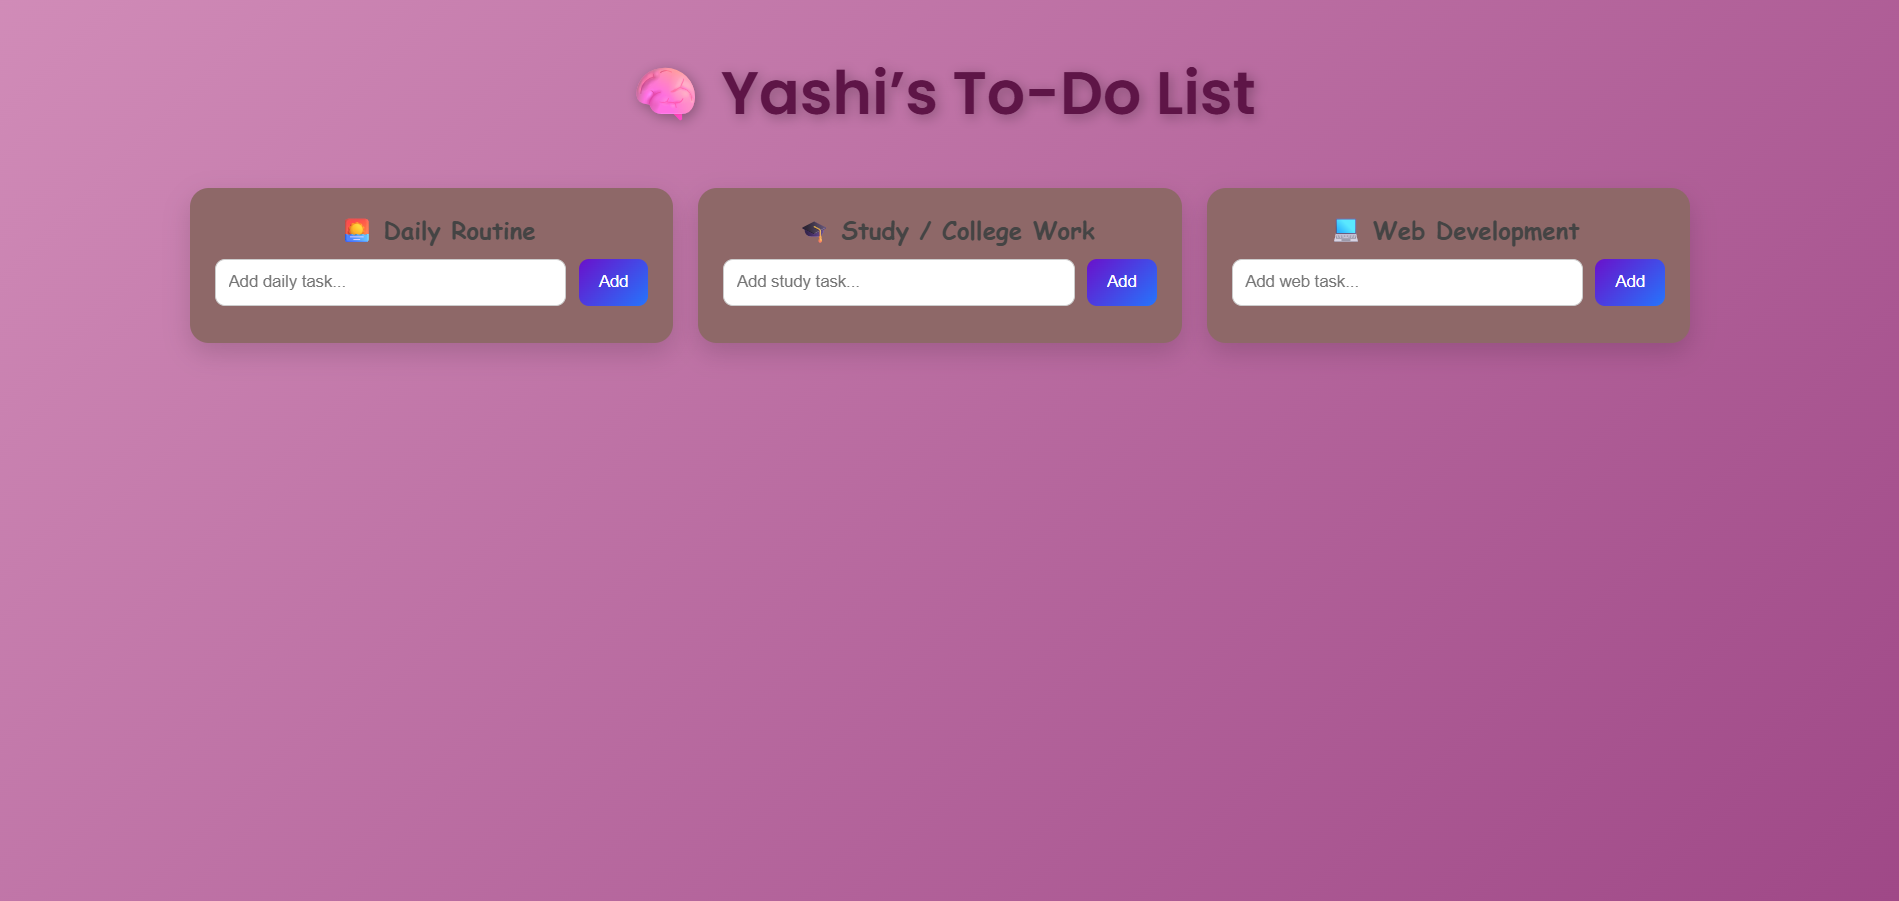 🧠 Yashi’s To-Do List
🌅 Daily Routine
Add daily task...
Add
🎓 Study / College Work
Add study task...
Add
💻 Web Development
Add web task...
Add